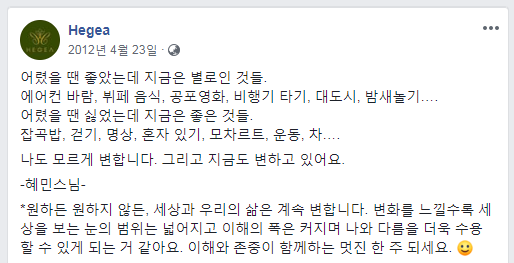 HEGEA
Hegea
2012년 4월 23일 ·
어렸을 땐 좋았는데 지금은 별로인 것들.
에어컨 바람, 뷔페 음식, 공포영화, 비행기 타기, 대도시, 밤새놀기....
어렸을 땐 싫었는데 지금은 좋은 것들.
잡곡밥, 걷기, 명상, 혼자 있기, 모차르트, 운동, 차....
나도 모르게 변합니다. 그리고 지금도 변하고 있어요.
-혜민스님-
*원하든 원하지 않든, 세상과 우리의 삶은 계속 변합니다. 변화를 느낄수록 세
상을 보는 눈의 범위는 넓어지고 이해의 폭은 커지며 나와 다름을 더욱 수용
할 수 있게 되는 거 같아요. 이해와 존중이 함께하는 멋진 한 주 되세요. 🙂